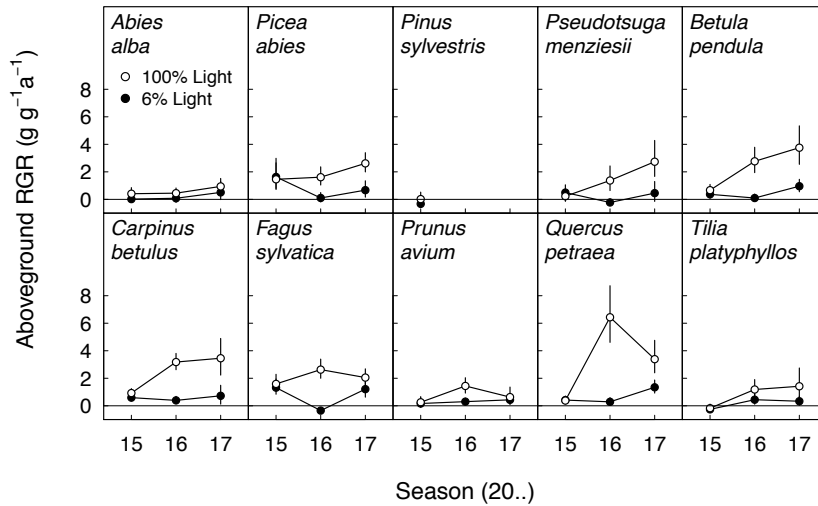 Abies
alba
Picea
abies
Pinus
sylvestris
Pseudotsuga
menziesii
Betula
pendula
100% Light
6% Light
8
6
4
2
0
Carpinus
betulus
Fagus
sylvatica
Prunus
avium
Quercus
petraea
Tilia
platyphyllos
8
6
4
2
0
15 16 17 15 16 17 15 16 17 15 16 17 15 16 17
Season (20..)
Aboveground RGR (g g⁻¹a⁻¹)